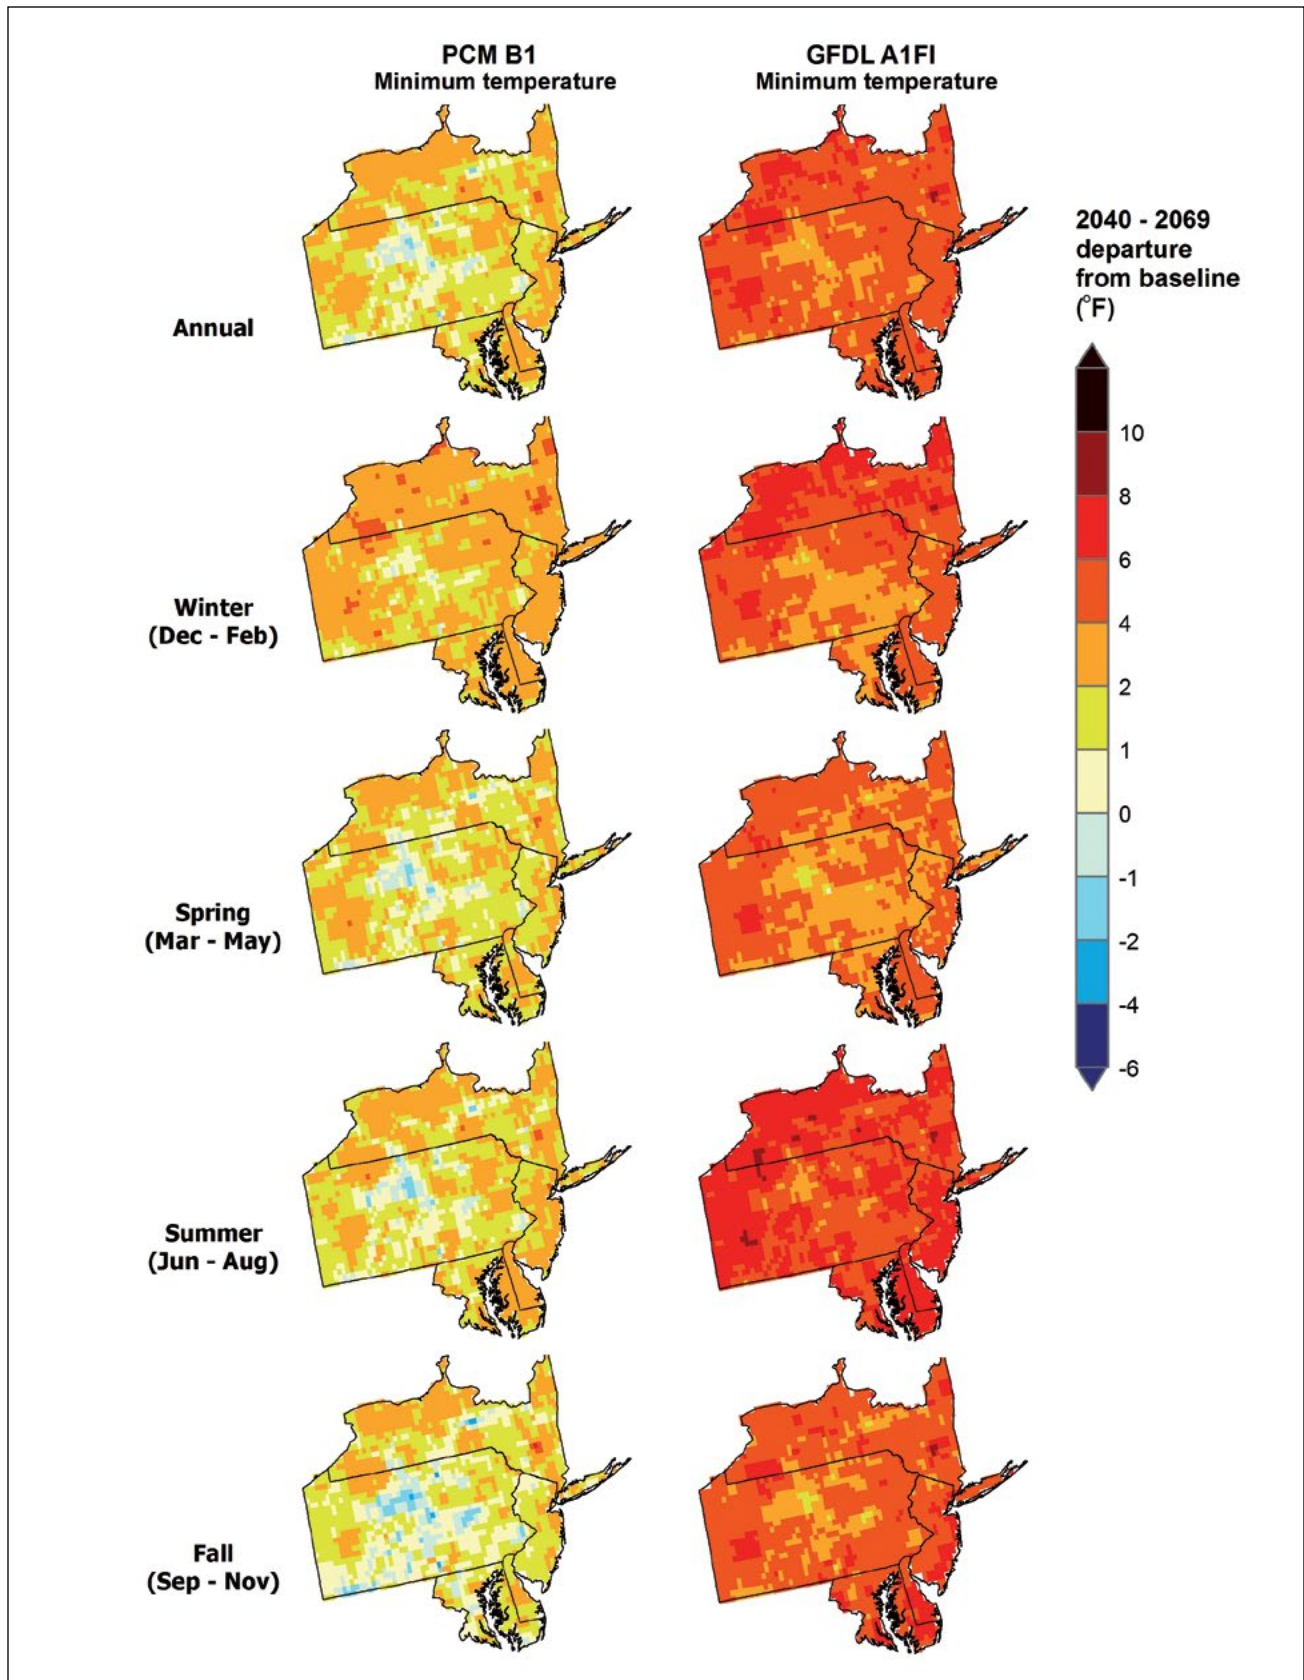 PCM B1
Minimum temperature
GFDL A1FI
Minimum temperature
2040 - 2069
departure
from baseline
(°F)
10
8
6
4
2
1
0
-1
-2
-4
-6
Annual
Winter
(Dec - Feb)
Spring
(Mar - May)
Summer
(Jun - Aug)
Fall
(Sep - Nov)